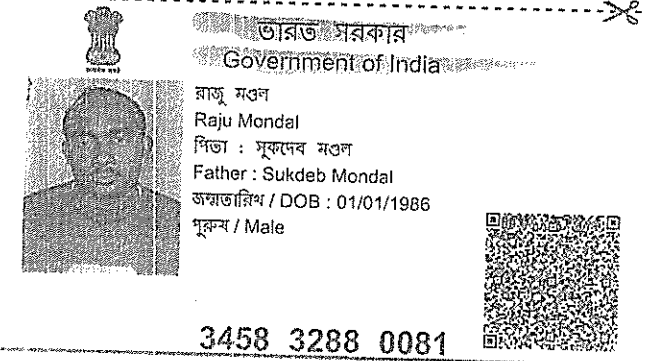 ভারত সরকার
Government of India
রাজু মণ্ডল
Raju Mondal
পিতা : সুকদেব মণ্ডল
Father : Sukdeb Mondal
জন্মতারিখ / DOB : 01/01/1986
পুরুষ / Male
3458 3288 0081